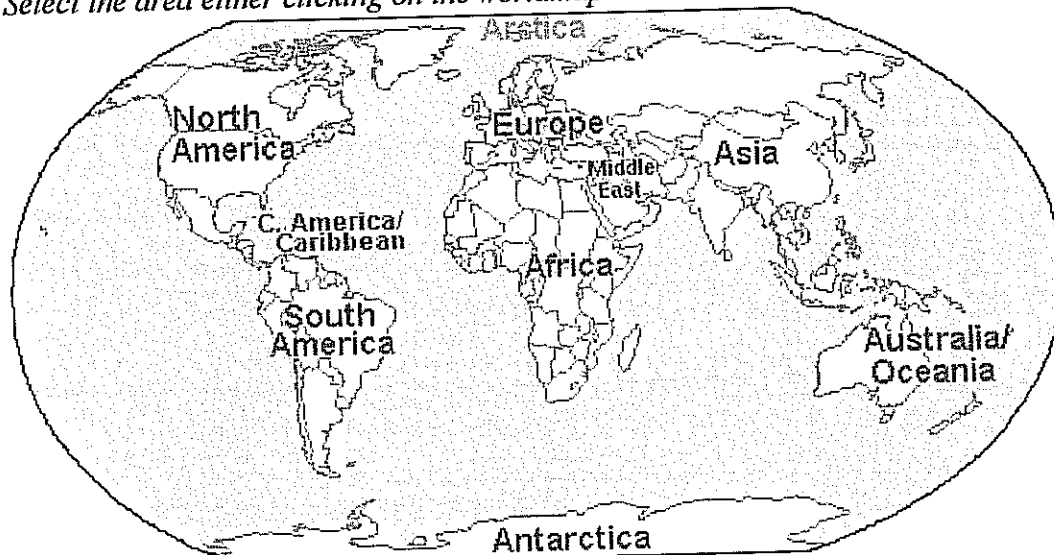 Select the area either clicking on the worldmap
Arctica
North
America
Europe
Asia
Middle
East
C. America/
Caribbean
Africa
South
America
Australia/
Oceania
Antarctica